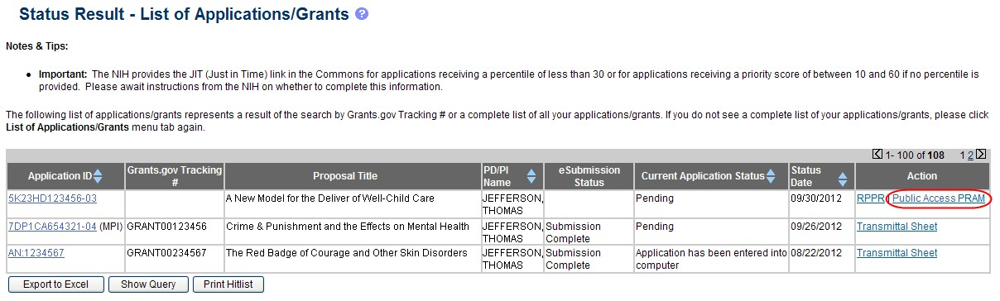 Status Result - List of Applications/Grants ?
Notes & Tips:
• Important: The NIH provides the JIT (Just in Time) link in the Commons for applications receiving a percentile of less than 30 or for applications receiving a priority score of between 10 and 60 if no percentile is
provided. Please await instructions from the NIH on whether to complete this information.
The following list of applications/grants represents a result of the search by Grants.gov Tracking # or a complete list of all your applications/grants. If you do not see a complete list of your applications/grants, please click
List of Applications/Grants menu tab again.
1- 100 of 108 1 2
Application ID Grants.gov Tracking # Proposal Title PD/PI Name eSubmission Status Current Application Status Status Date Action
5K23HD123456-03 A New Model for the Deliver of Well-Child Care JEFFERSON, THOMAS Pending 09/30/2012 RPPR | Public Access PRAM
7DP1CA654321-04 (MPI) GRANT00123456 Crime & Punishment and the Effects on Mental Health JEFFERSON, THOMAS Submission Complete Pending 09/26/2012 Transmittal Sheet
AN:1234567 GRANT00234567 The Red Badge of Courage and Other Skin Disorders JEFFERSON, THOMAS Submission Complete Application has been entered into computer 08/22/2012 Transmittal Sheet
Export to Excel Show Query Print Hitlist